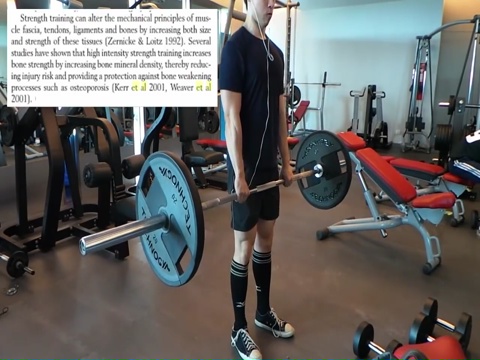 Strength training can alter the mechanical principles of mus-
cle fascia, tendons, ligaments and bones by increasing both size
and strength of these tissues [Zernicke & Loitz 1992]. Several
studies have shown that high intensity strength training increases
bone strength by increasing bone mineral density, thereby reduc-
ing injury risk and providing a protection against bone weakening
processes such as osteoporosis (Kerr et al 2001, Weaver et al
2001).
TECHNOGY